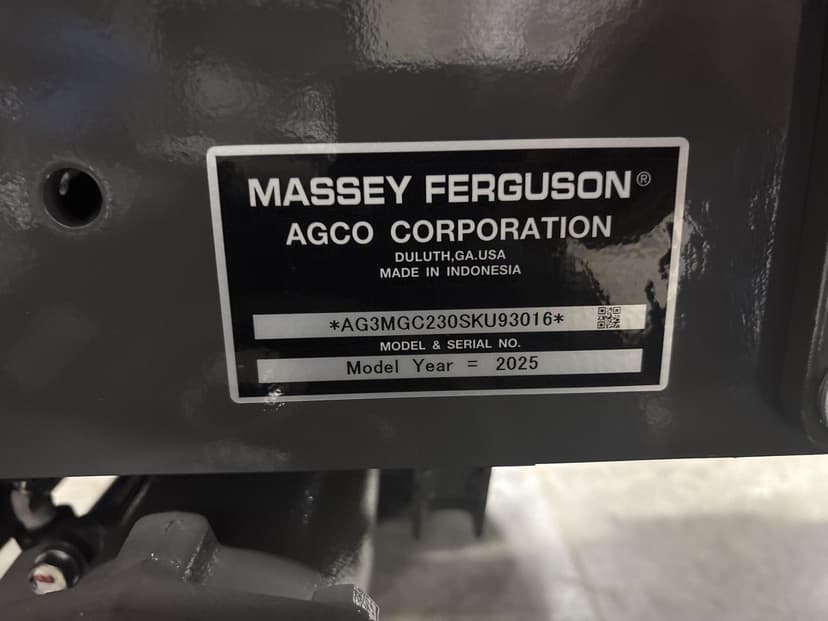 MASSEY FERGUSON®
AGCO CORPORATION
DULUTH,GA.USA
MADE IN INDONESIA
*AG3MGC230SKU93016*
MODEL & SERIAL NO.
Model Year = 2025